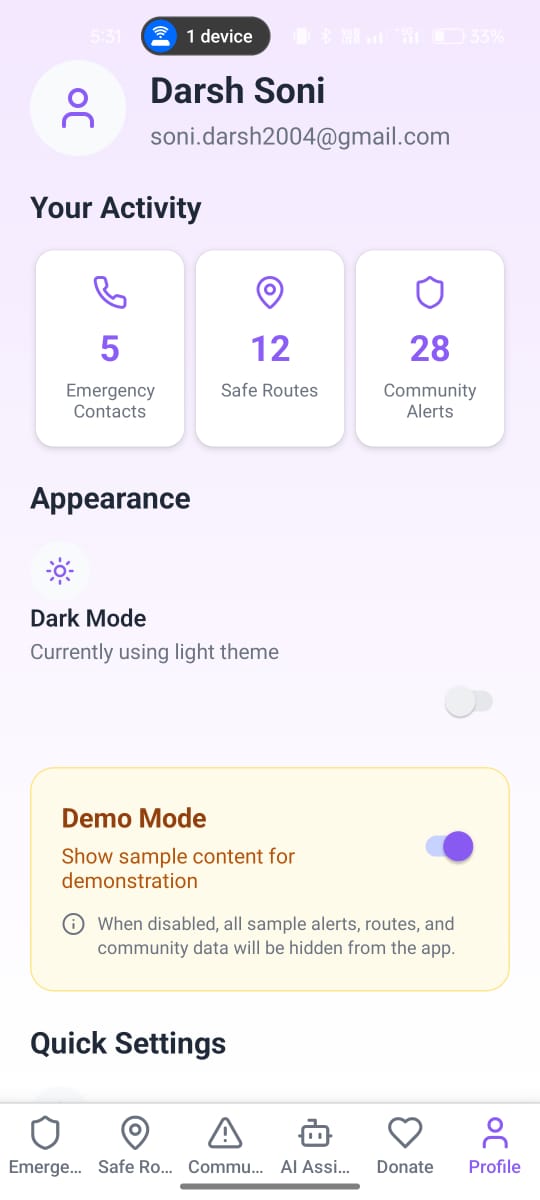 5:31
1 device
33%
Darsh Soni
soni.darsh2004@gmail.com
Your Activity
5
Emergency
Contacts
12
Safe Routes
28
Community
Alerts
Appearance
Dark Mode
Currently using light theme
Demo Mode
Show sample content for
demonstration
When disabled, all sample alerts, routes, and
community data will be hidden from the app.
Quick Settings
Emerge...
Safe Ro...
Commu...
AI Assi...
Donate
Profile